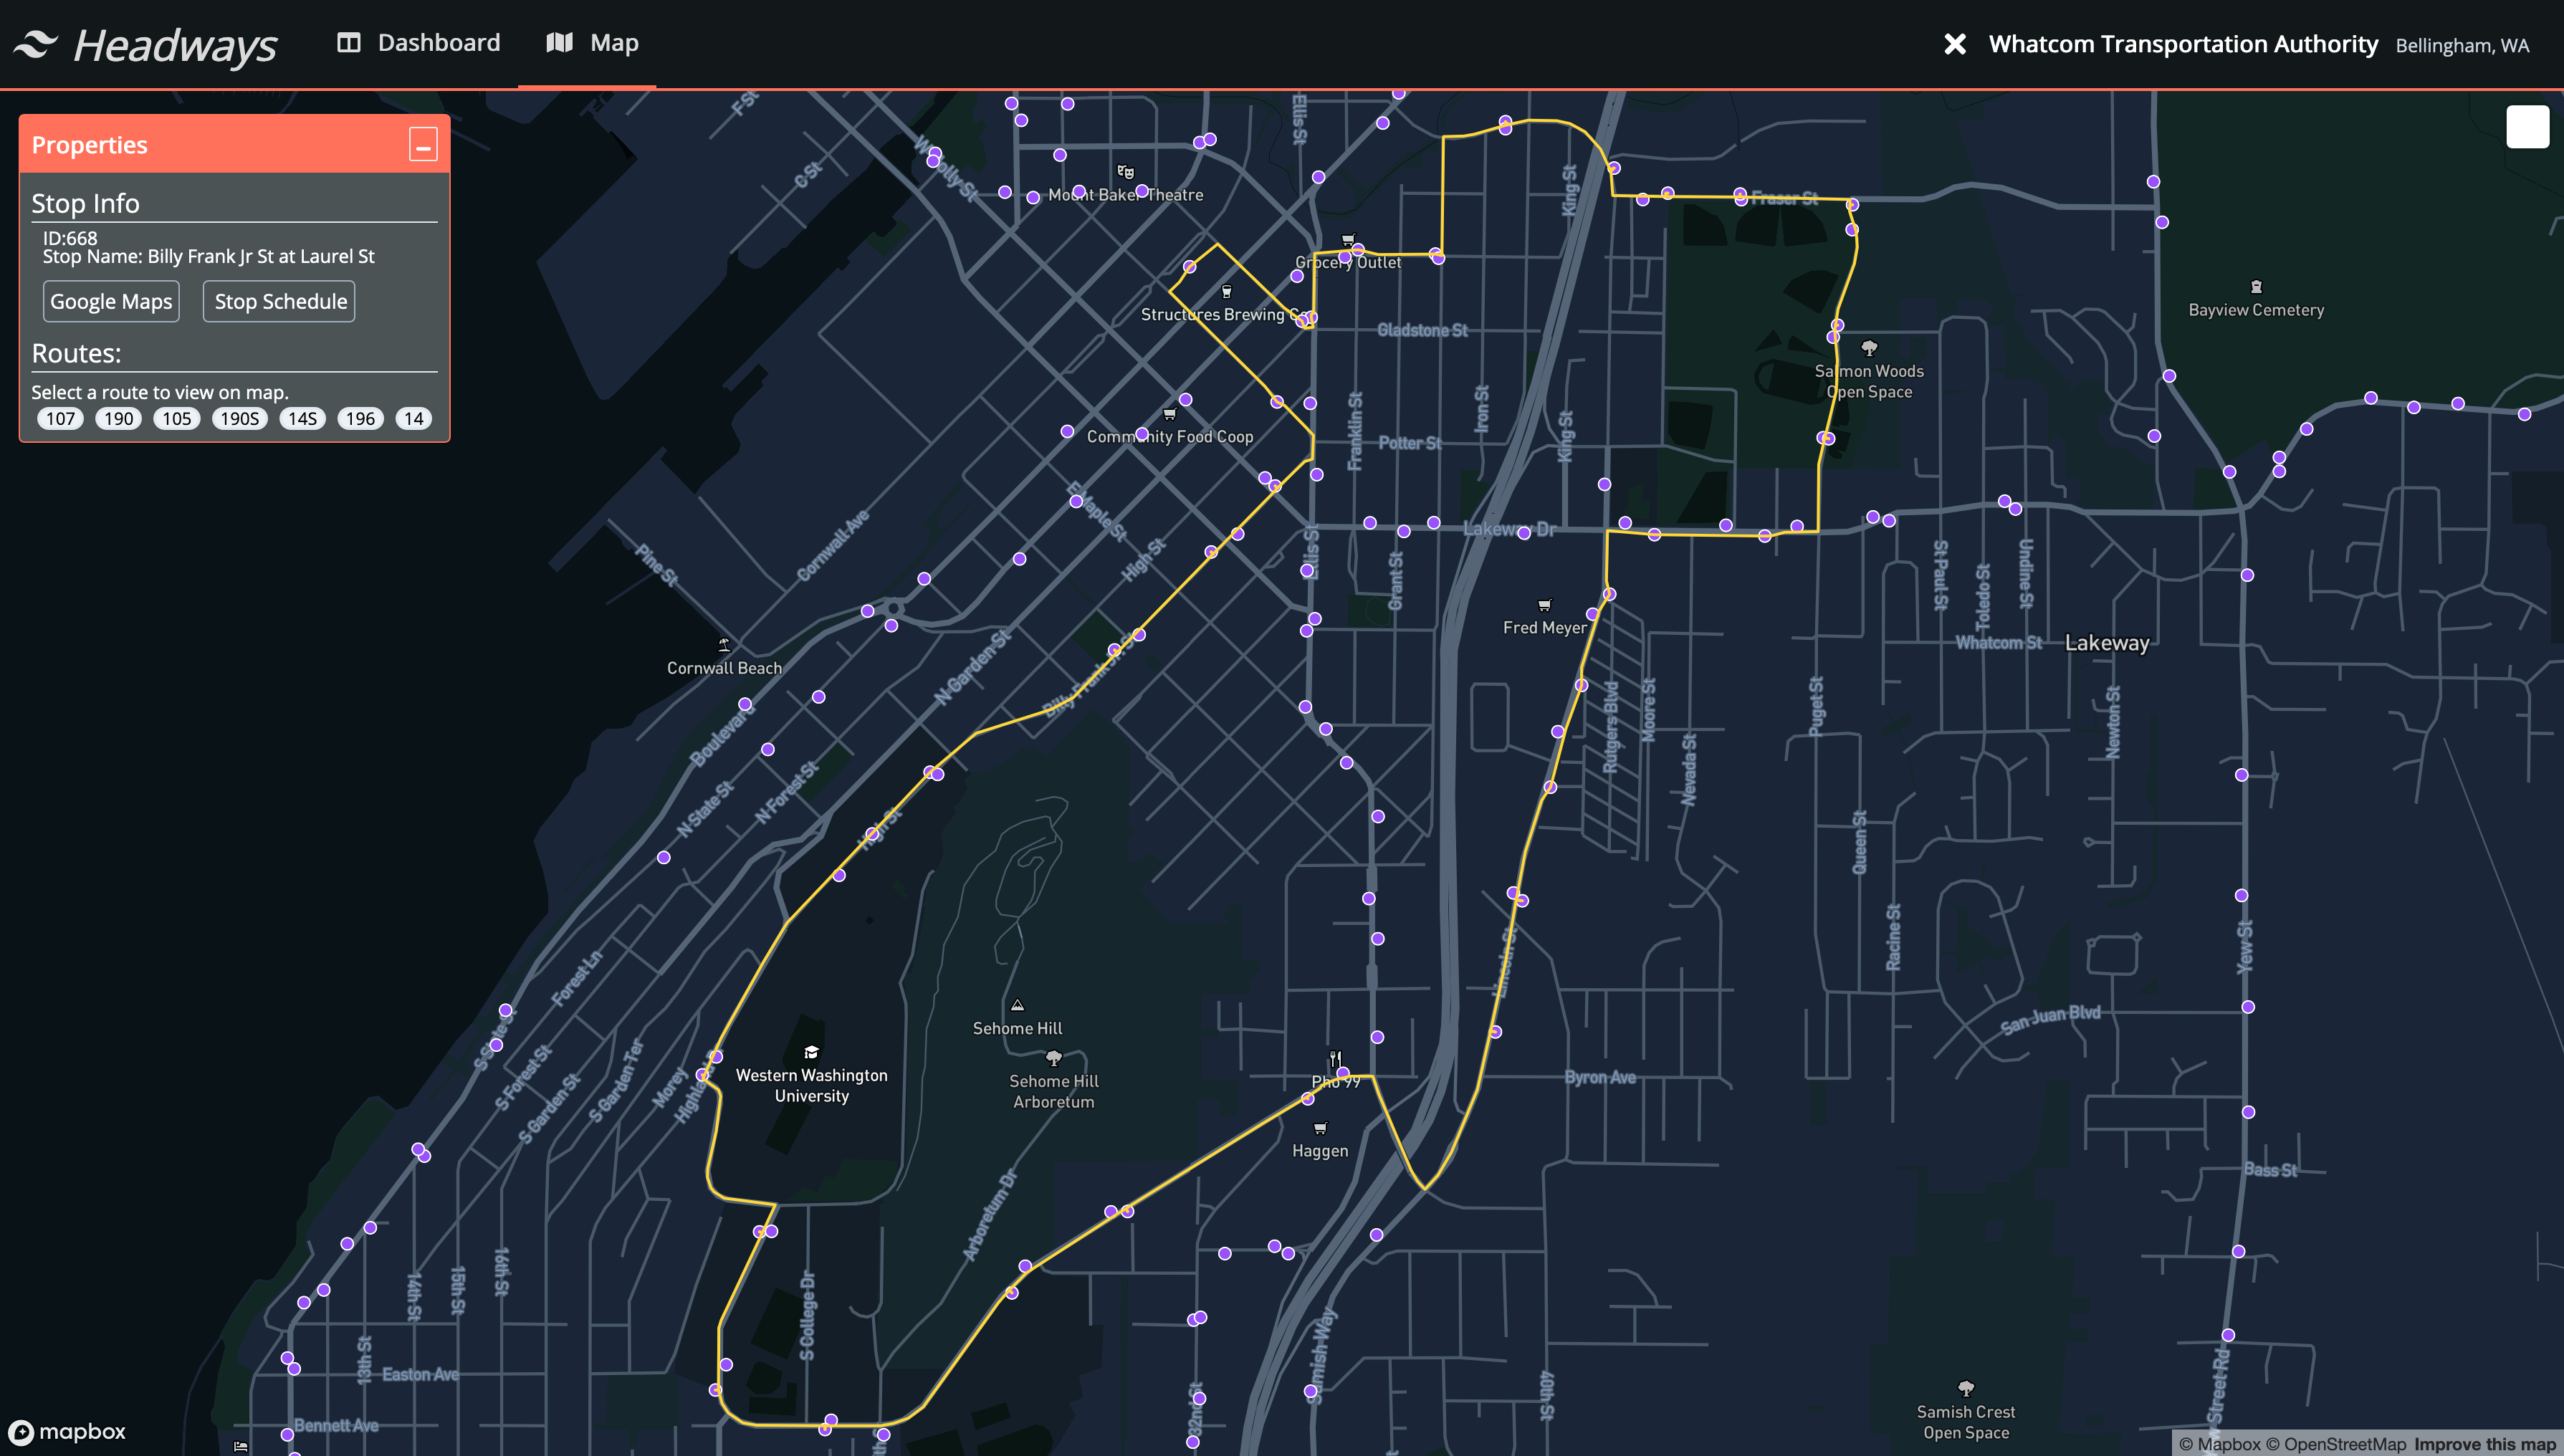 Headways
Dashboard
Map
Whatcom Transportation Authority Bellingham, WA
Properties
Stop Info
ID:668
Stop Name: Billy Frank Jr St at Laurel St
Google Maps
Stop Schedule
Routes:
Select a route to view on map.
107 190 105 190S 14S 196 14
F St
C St
W Holly St
Ellis St
Mount Baker Theatre
King St
Fraser St
Grocery Outlet
Structures Brewing
Gladstone St
Bayview Cemetery
Salmon Woods
Open Space
Iron St
Franklin St
King St
Potter St
Community Food Coop
E Maple St
High St
Cornwall Ave
Pine St
Lakeway Dr
Ellis St
Grant St
St Paul St
Toledo St
Undine St
Whatcom St
Lakeway
Fred Meyer
Cornwall Beach
N Garden St
Boulevard
Rutgers Blvd
Moore St
Nevada St
Puget St
Newton St
N State St
N Forest St
High St
Queen St
Racine St
Yew St
Lincoln St
Forest Ln
S State St
S Forest St
S Garden St
S Garden Ter
Morey
San Juan Blvd
Sehome Hill
Sehome Hill
Arboretum
Western Washington
University
Pho 99
Haggen
Byron Ave
Bass St
Arboretum Dr
S College Dr
16th St
15th St
14th St
13th St
Easton Ave
Bennett Ave
Samish Way
32nd St
40th St
Samish Crest
Open Space
Street Rd
mapbox
© Mapbox © OpenStreetMap Improve this map